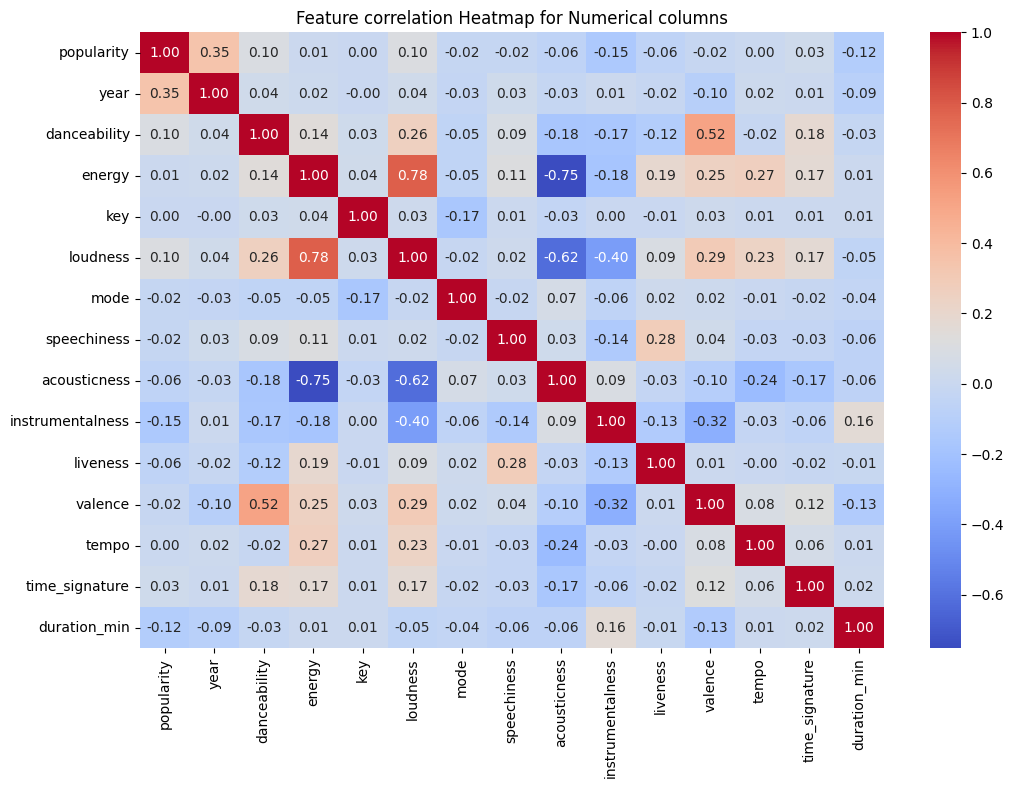 Feature correlation Heatmap for Numerical columns
popularity 1.00 0.35 0.10 0.01 0.00 0.10 -0.02 -0.02 -0.06 -0.15 -0.06 -0.02 0.00 0.03 -0.12
year 0.35 1.00 0.04 0.02 -0.00 0.04 -0.03 0.03 -0.03 0.01 -0.02 -0.10 0.02 0.01 -0.09
danceability 0.10 0.04 1.00 0.14 0.03 0.26 -0.05 0.09 -0.18 -0.17 -0.12 0.52 -0.02 0.18 -0.03
energy 0.01 0.02 0.14 1.00 0.04 0.78 -0.05 0.11 -0.75 -0.18 0.19 0.25 0.27 0.17 0.01
key 0.00 -0.00 0.03 0.04 1.00 0.03 -0.17 0.01 -0.03 0.00 -0.01 0.03 0.01 0.01 0.01
loudness 0.10 0.04 0.26 0.78 0.03 1.00 -0.02 0.02 -0.62 -0.40 0.09 0.29 0.23 0.17 -0.05
mode -0.02 -0.03 -0.05 -0.05 -0.17 -0.02 1.00 -0.02 0.07 -0.06 0.02 0.02 -0.01 -0.02 -0.04
speechiness -0.02 0.03 0.09 0.11 0.01 0.02 -0.02 1.00 0.03 -0.14 0.28 0.04 -0.03 -0.03 -0.06
acousticness -0.06 -0.03 -0.18 -0.75 -0.03 -0.62 0.07 0.03 1.00 0.09 -0.03 -0.10 -0.24 -0.17 -0.06
instrumentalness -0.15 0.01 -0.17 -0.18 0.00 -0.40 -0.06 -0.14 0.09 1.00 -0.13 -0.32 -0.03 -0.06 0.16
liveness -0.06 -0.02 -0.12 0.19 -0.01 0.09 0.02 0.28 -0.03 -0.13 1.00 0.01 -0.00 -0.02 -0.01
valence -0.02 -0.10 0.52 0.25 0.03 0.29 0.02 0.04 -0.10 -0.32 0.01 1.00 0.08 0.12 -0.13
tempo 0.00 0.02 -0.02 0.27 0.01 0.23 -0.01 -0.03 -0.24 -0.03 -0.00 0.08 1.00 0.06 0.01
time_signature 0.03 0.01 0.18 0.17 0.01 0.17 -0.02 -0.03 -0.17 -0.06 -0.02 0.12 0.06 1.00 0.02
duration_min -0.12 -0.09 -0.03 0.01 0.01 -0.05 -0.04 -0.06 -0.06 0.16 -0.01 -0.13 0.01 0.02 1.00
popularity
year
danceability
energy
key
loudness
mode
speechiness
acousticness
instrumentalness
liveness
valence
tempo
time_signature
duration_min
1.0
0.8
0.6
0.4
0.2
0.0
-0.2
-0.4
-0.6